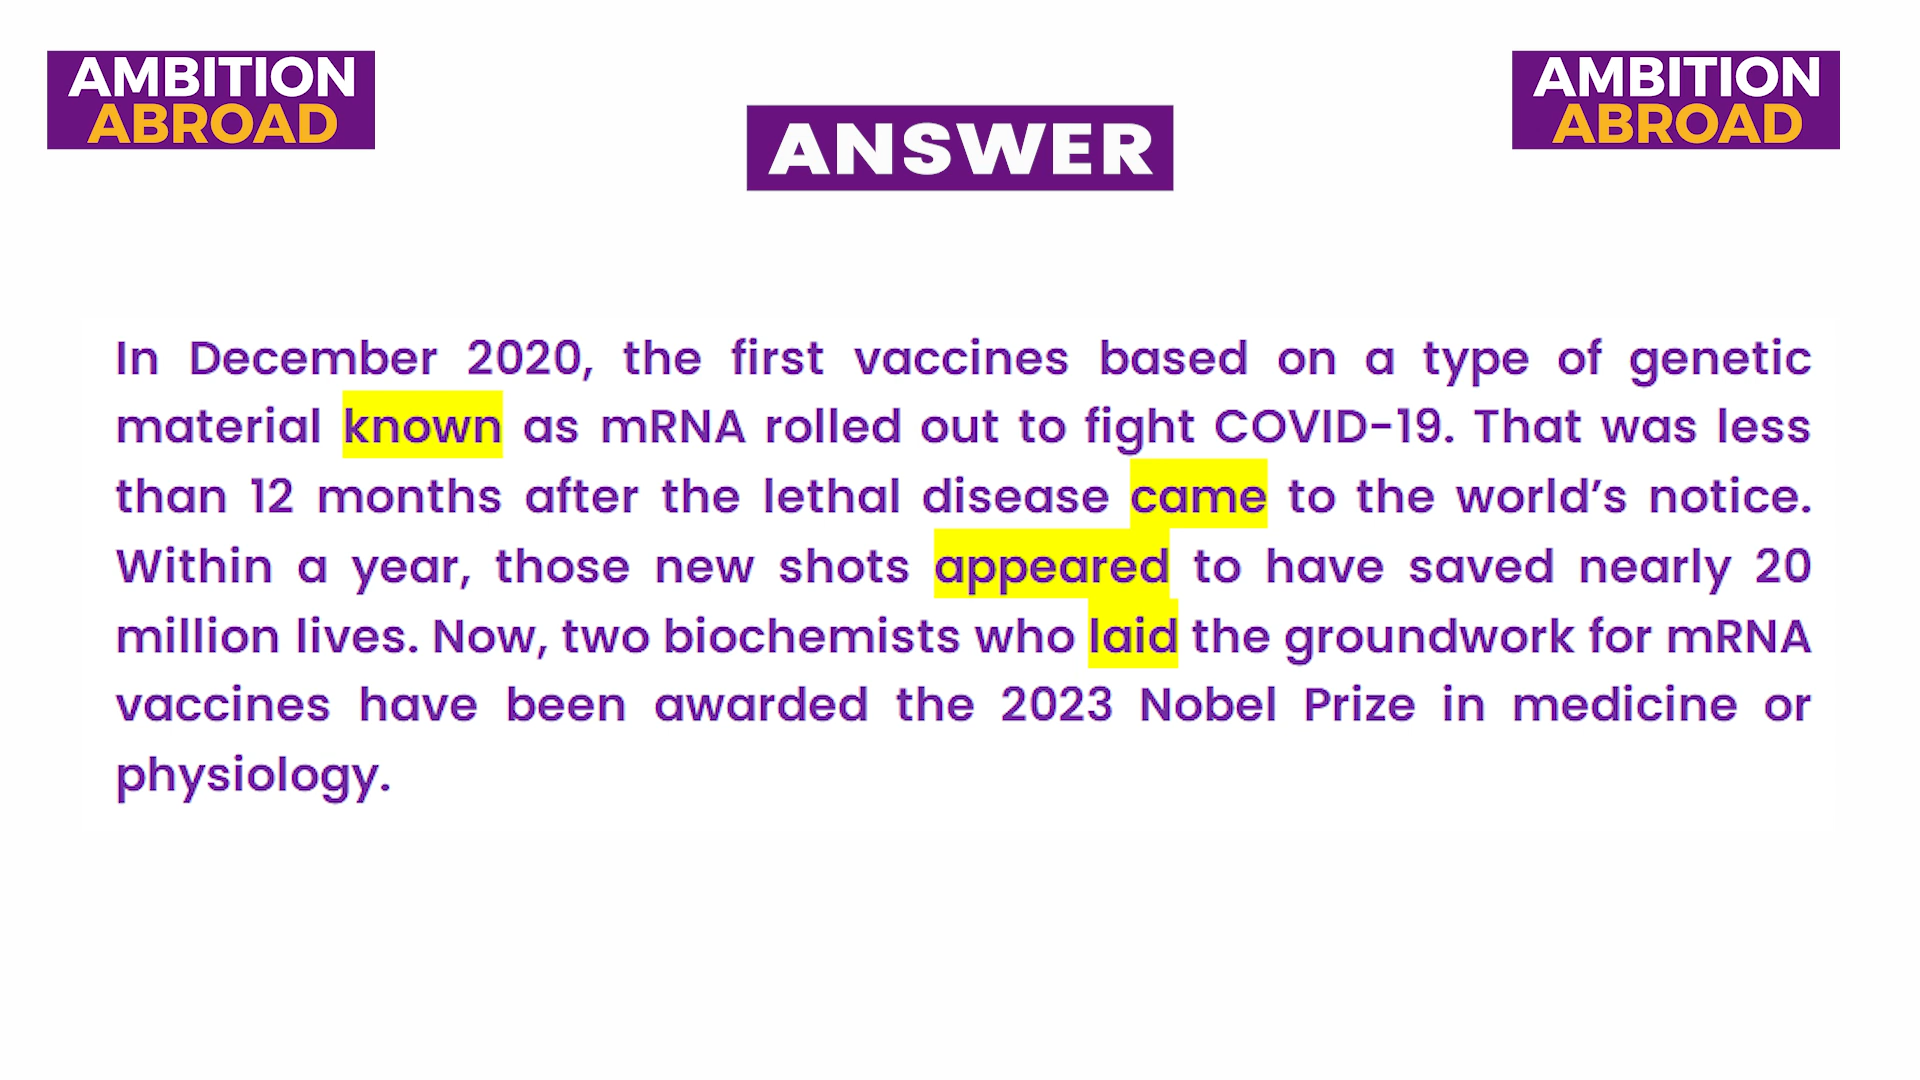 AMBITION
ABROAD
AMBITION
ABROAD
ANSWER
In December 2020, the first vaccines based on a type of genetic
material known as mRNA rolled out to fight COVID-19. That was less
than 12 months after the lethal disease came to the world’s notice.
Within a year, those new shots appeared to have saved nearly 20
million lives. Now, two biochemists who laid the groundwork for mRNA
vaccines have been awarded the 2023 Nobel Prize in medicine or
physiology.